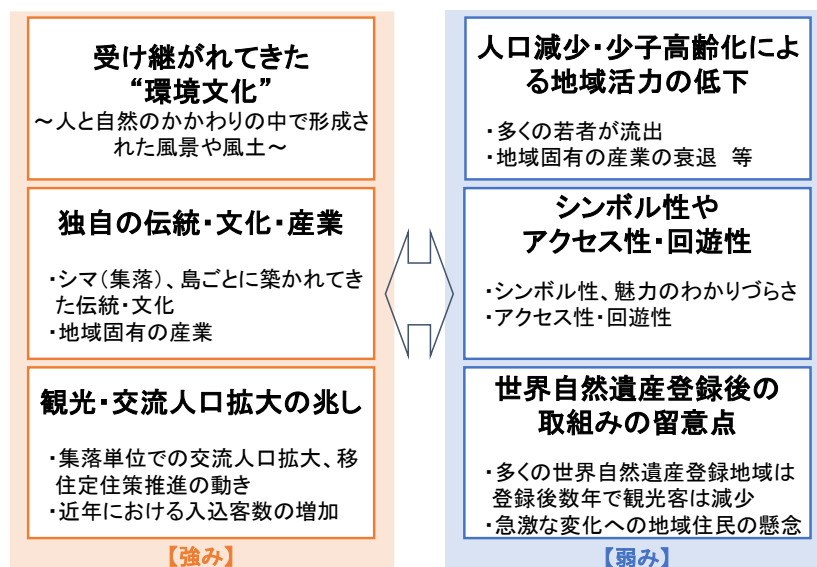 受け継がれてきた
“環境文化”
～人と自然のかかわりの中で形成さ
れた風景や風土～
独自の伝統・文化・産業
・シマ（集落）、島ごとに築かれてき
た伝統・文化
・地域固有の産業
観光・交流人口拡大の兆し
・集落単位での交流人口拡大、移
住定住策推進の動き
・近年における入込客数の増加
【強み】
人口減少・少子高齢化によ
る地域活力の低下
・多くの若者が流出
・地域固有の産業の衰退　等
シンボル性や
アクセス性・回遊性
・シンボル性、魅力のわかりづらさ
・アクセス性・回遊性
世界自然遺産登録後の
取組みの留意点
・多くの世界自然遺産登録地域は
登録後数年で観光客は減少
・急激な変化への地域住民の懸念
【弱み】